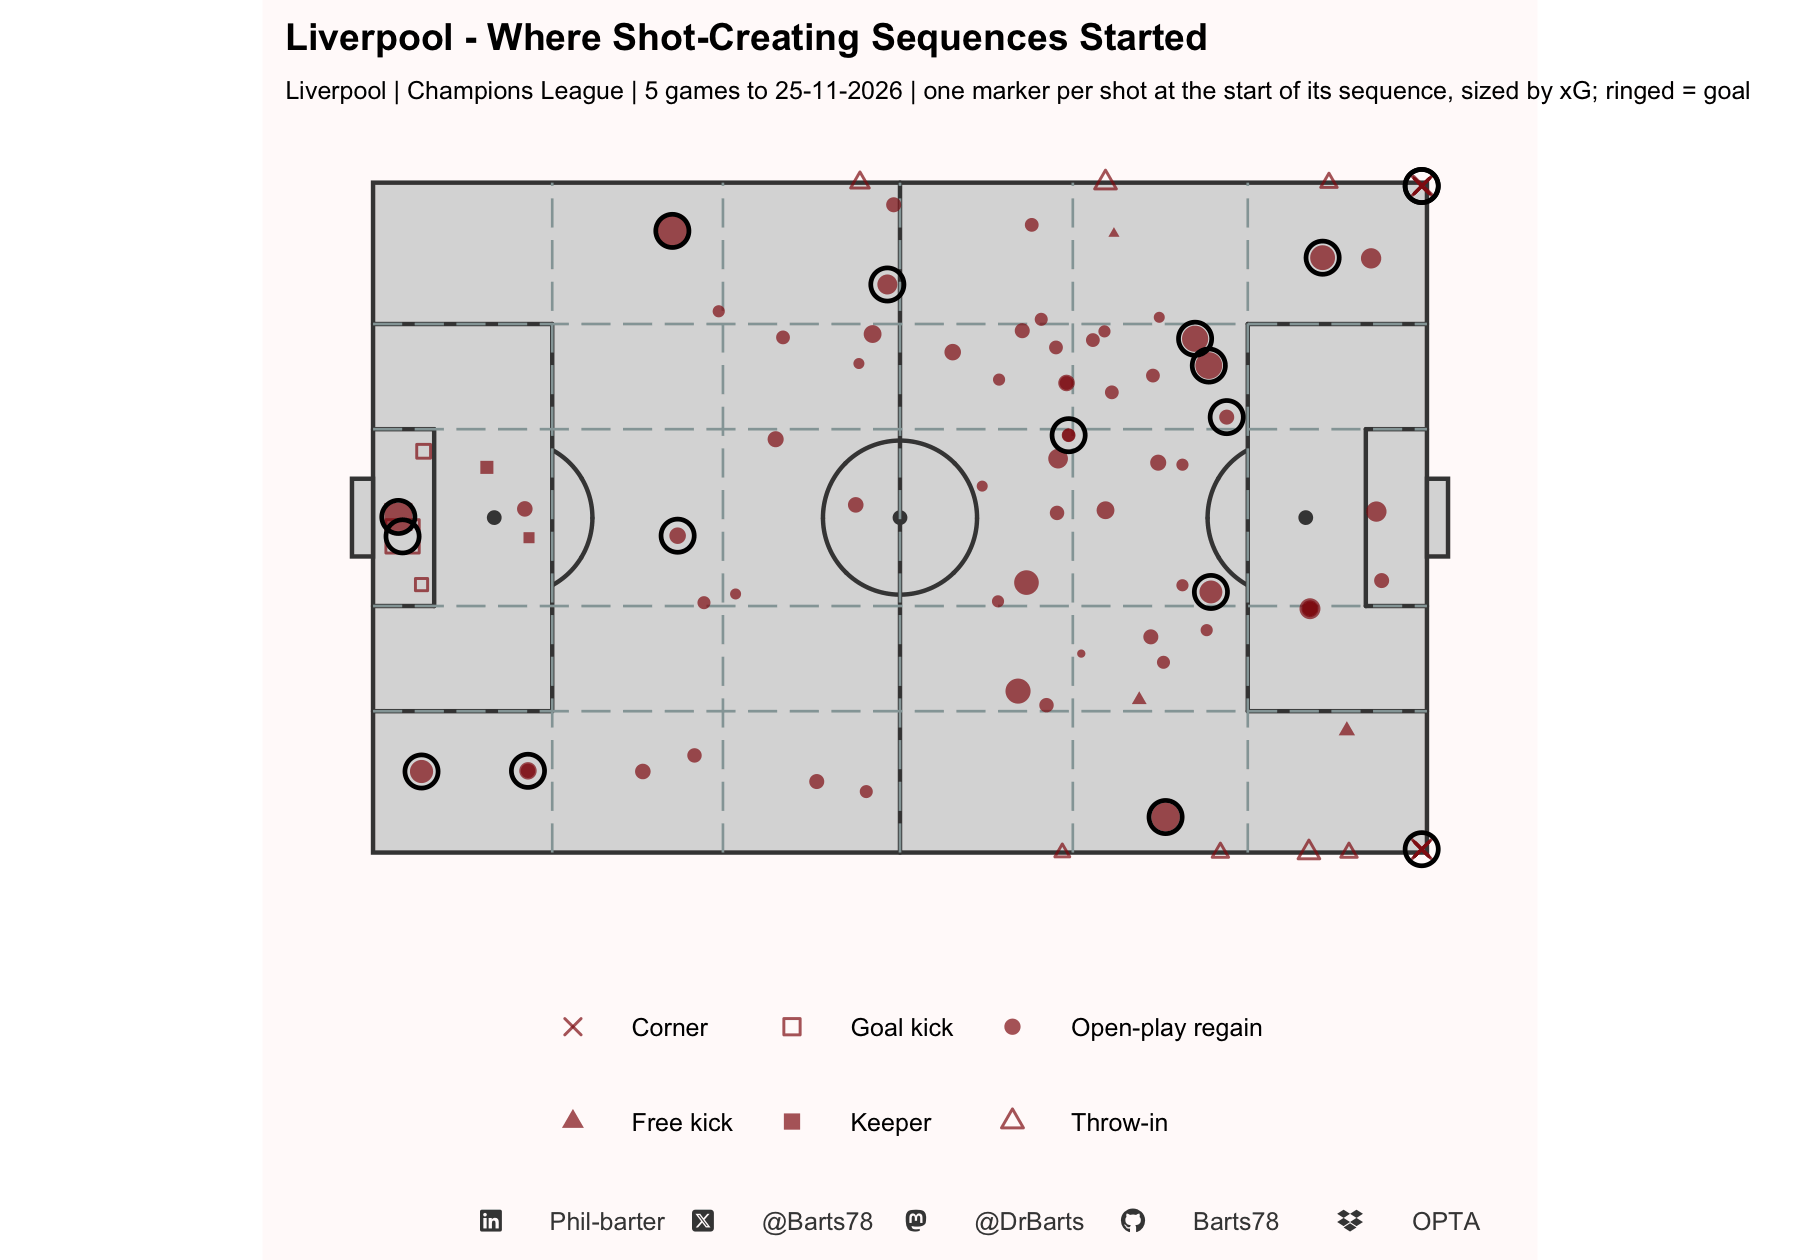 Liverpool - Where Shot-Creating Sequences Started
Liverpool | Champions League | 5 games to 25-11-2026 | one marker per shot at the start of its sequence, sized by xG; ringed = goal
Corner Goal kick Open-play regain
Free kick Keeper Throw-in
Phil-barter @Barts78 @DrBarts Barts78 OPTA